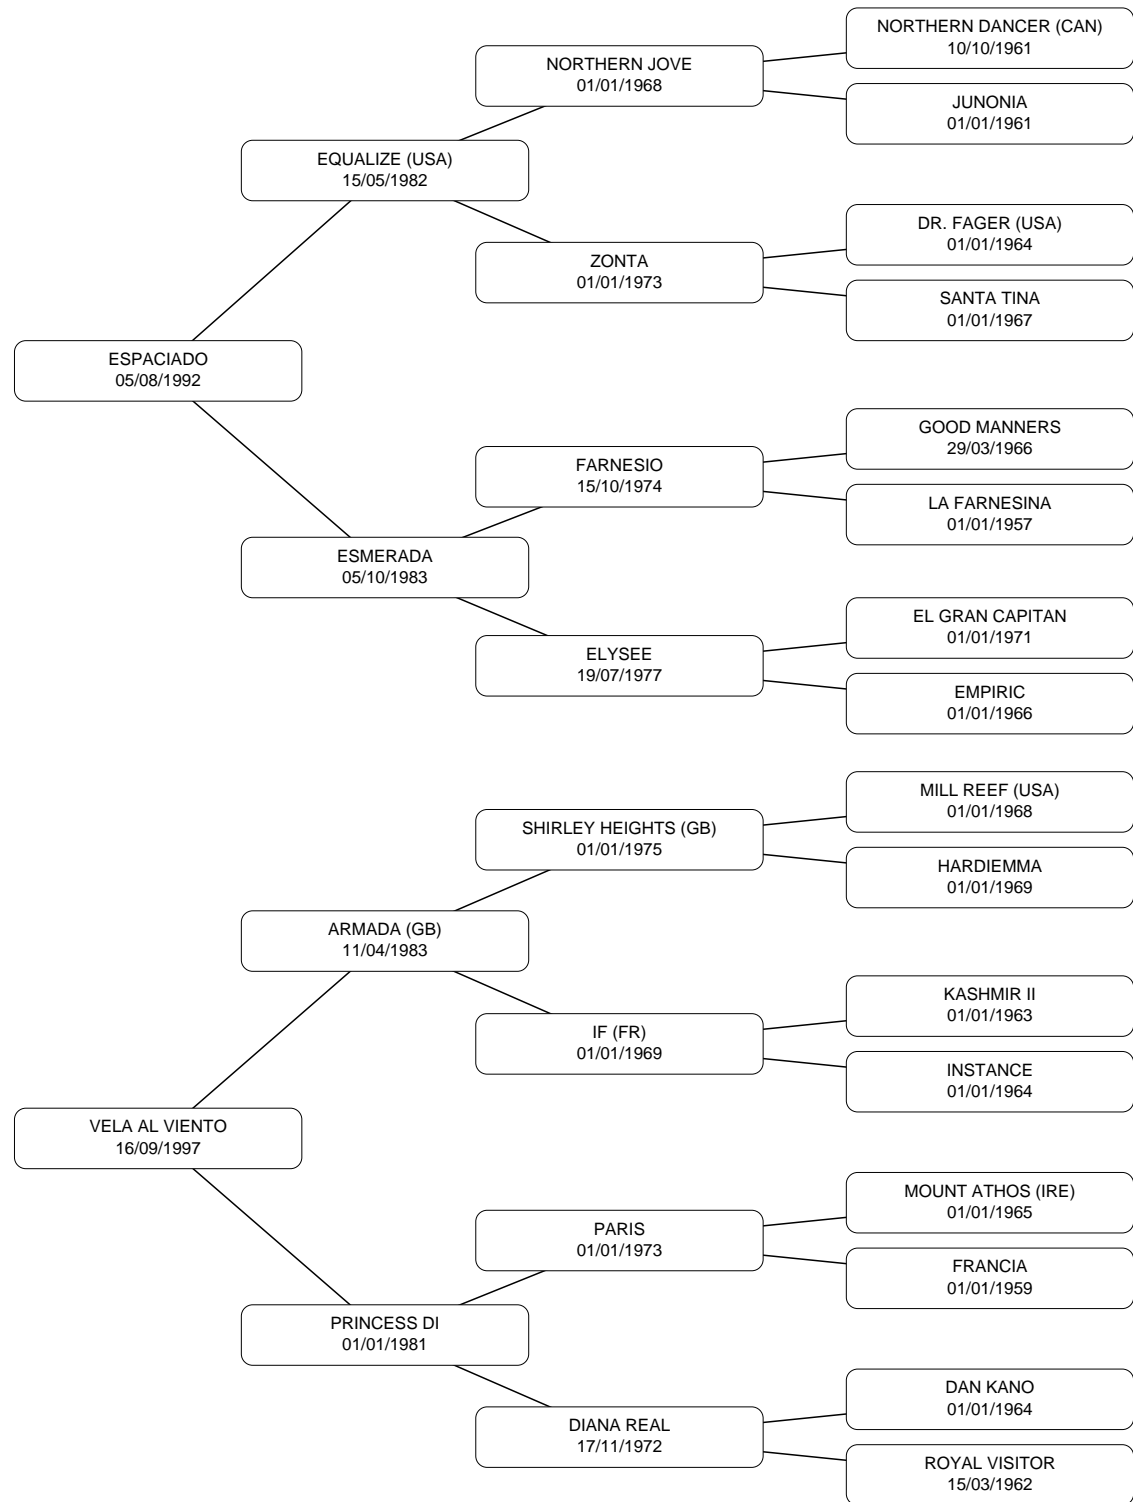 NORTHERN DANCER (CAN)
10/10/1961
NORTHERN JOVE
01/01/1968
JUNONIA
01/01/1961
EQUALIZE (USA)
15/05/1982
DR. FAGER (USA)
01/01/1964
ZONTA
01/01/1973
SANTA TINA
01/01/1967
ESPACIADO
05/08/1992
GOOD MANNERS
29/03/1966
FARNESIO
15/10/1974
LA FARNESINA
01/01/1957
ESMERADA
05/10/1983
EL GRAN CAPITAN
01/01/1971
ELYSEE
19/07/1977
EMPIRIC
01/01/1966
MILL REEF (USA)
01/01/1968
SHIRLEY HEIGHTS (GB)
01/01/1975
HARDIEMMA
01/01/1969
ARMADA (GB)
11/04/1983
KASHMIR II
01/01/1963
IF (FR)
01/01/1969
INSTANCE
01/01/1964
VELA AL VIENTO
16/09/1997
MOUNT ATHOS (IRE)
01/01/1965
PARIS
01/01/1973
FRANCIA
01/01/1959
PRINCESS DI
01/01/1981
DAN KANO
01/01/1964
DIANA REAL
17/11/1972
ROYAL VISITOR
15/03/1962